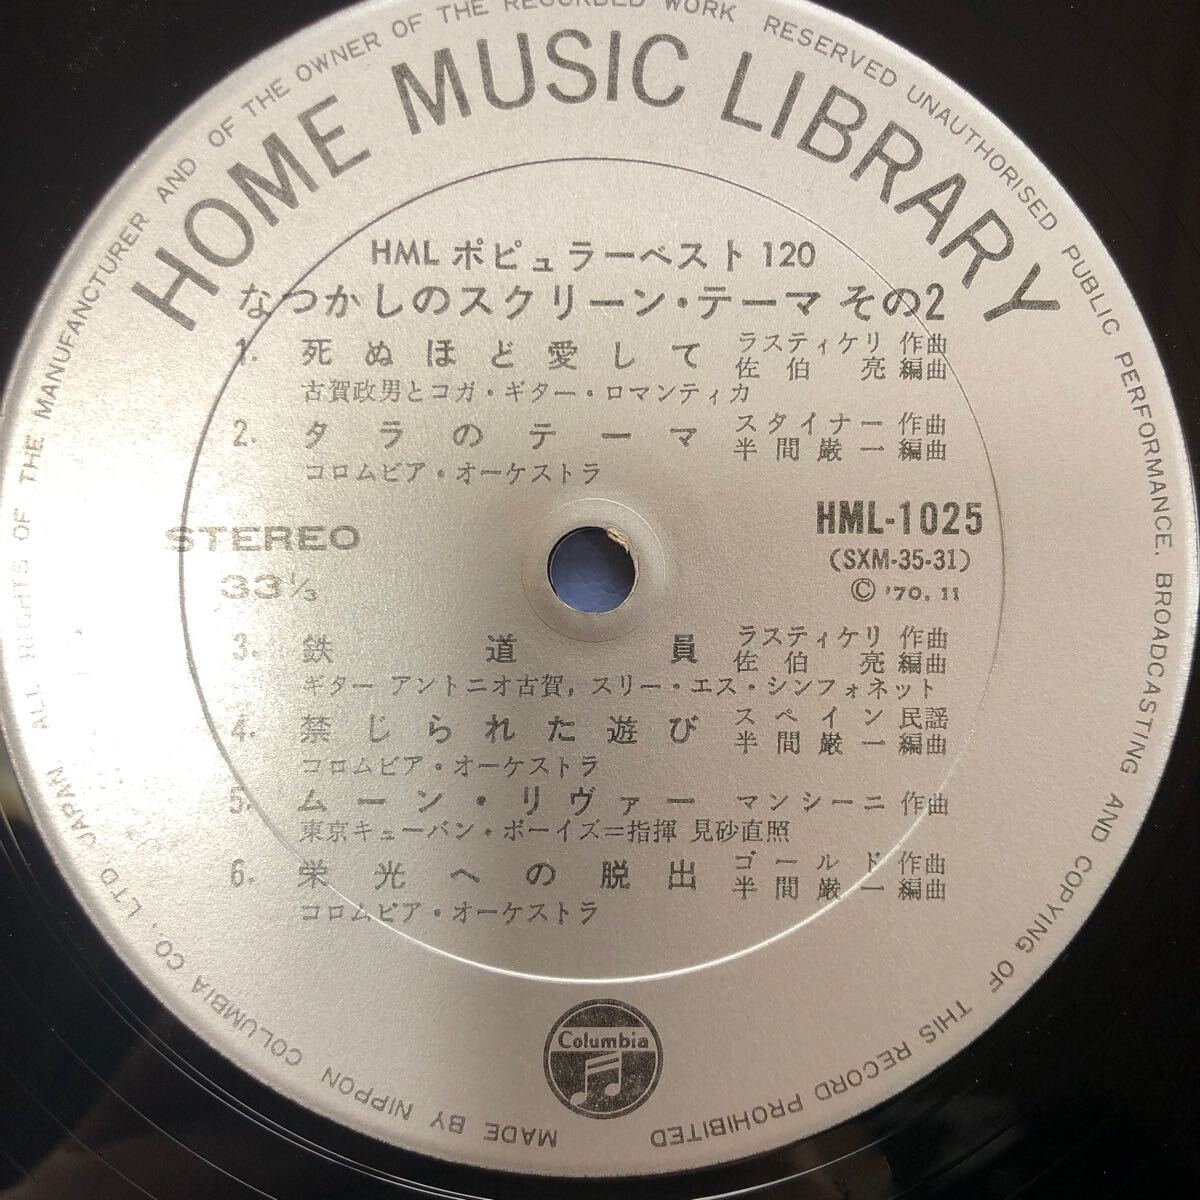 ALL RIGHTS OF THE MANUFANCTURER AND OF THE OWNER OF THE RECORDED WORK RESERVED UNAUTHORISED PUBLIC PERFORMANCE. BROADCASTING AND COPYING OF THIS RECORD PROHIBITED
HOME MUSIC LIBRARY
HML ポピュラーベスト 120
なつかしのスクリーン・テーマ その2
1. 死ぬほど愛して ラスティケリ 作曲
佐伯 亮 編曲
古賀政男とコガ・ギター・ロマンティカ
2. タラのテーマ スタイナー 作曲
半間巌一 編曲
コロムビア・オーケストラ
STEREO
33⅓
HML-1025
(SXM-35-31)
© '70.11
3. 鉄道員 ラスティケリ 作曲
佐伯 亮 編曲
ギター アントニオ古賀, スリー・エス・シンフォネット
4. 禁じられた遊び スペイン 民謡
半間巌一 編曲
コロムビア・オーケストラ
5. ムーン・リヴァー マンシーニ 作曲
東京キューバン・ボーイズ=指揮 見砂直照
6. 栄光への脱出 ゴールド 作曲
半間巌一 編曲
コロムビア・オーケストラ
Columbia
MADE BY NIPPON COLUMBIA CO., LTD. JAPAN